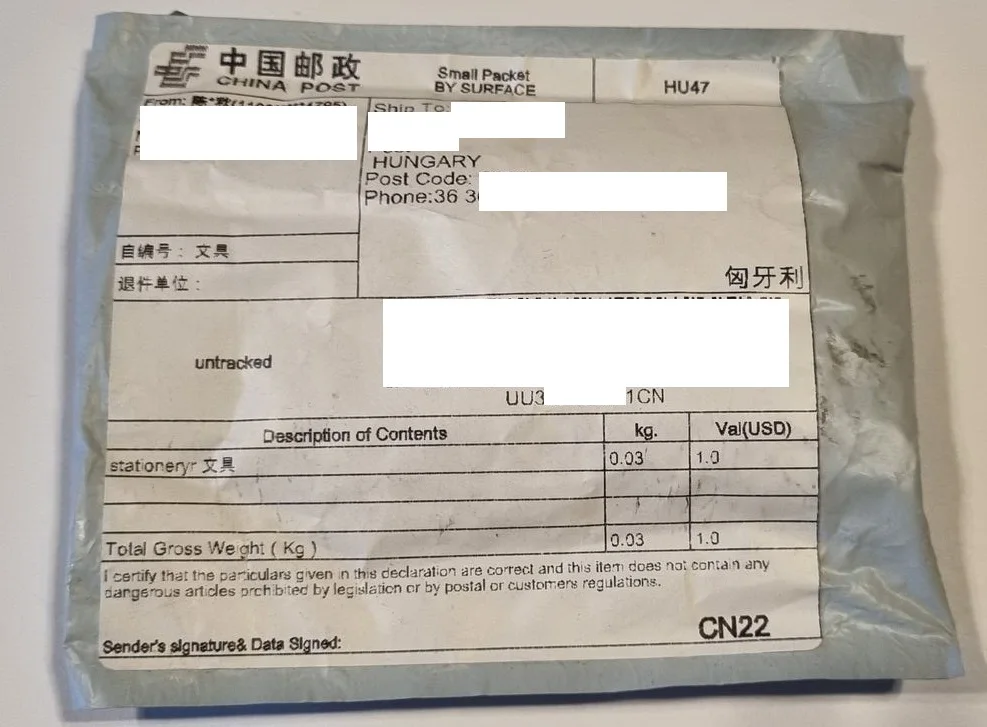 中国邮政
CHINA POST
Small Packet
BY SURFACE
HU47
From:
Ship To:
HUNGARY
Post Code:
Phone:36 3
自编号：文具
退件单位：
匈牙利
untracked
UU3 1CN
Description of Contents kg. Val(USD)
stationeryr 文具 0.03 1.0
Total Gross Weight ( Kg ) 0.03 1.0
I certify that the particulars given in this declaration are correct and this item does not contain any
dangerous articles prohibited by legislation or by postal or customers regulations.
CN22
Sender's signature& Data Signed: